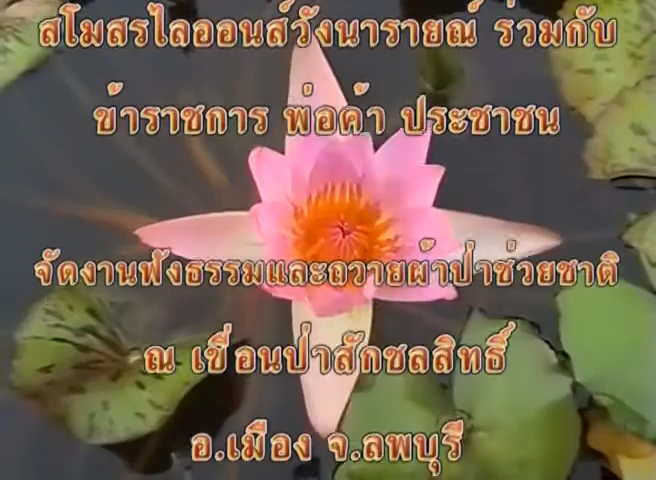 สโมสรไลออนส์วังนารายณ์ ร่วมกับ
ข้าราชการ พ่อค้า ประชาชน
จัดงานฟังธรรมและถวายผ้าป่าช่วยชาติ
ณ เขื่อนป่าสักชลสิทธิ์
อ.เมือง จ.ลพบุรี